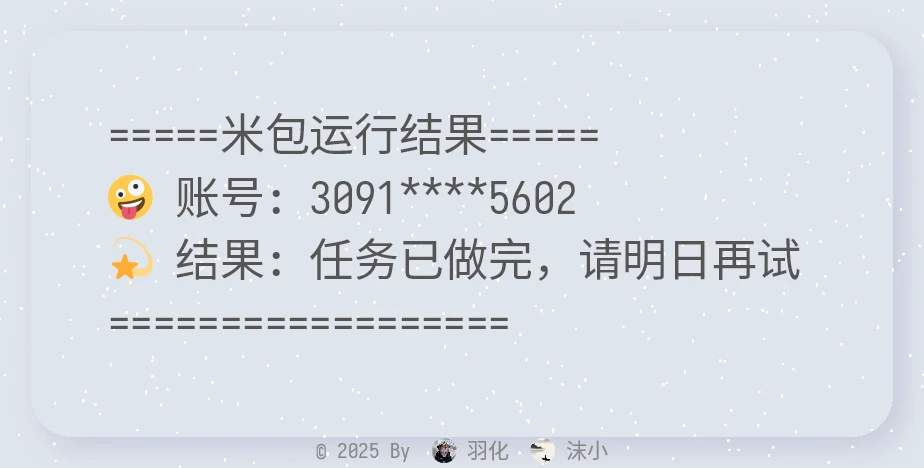 =====米包运行结果=====
🤪 账号：3091****5602
💫 结果：任务已做完，请明日再试
==================
© 2025 By 羽化 沫小